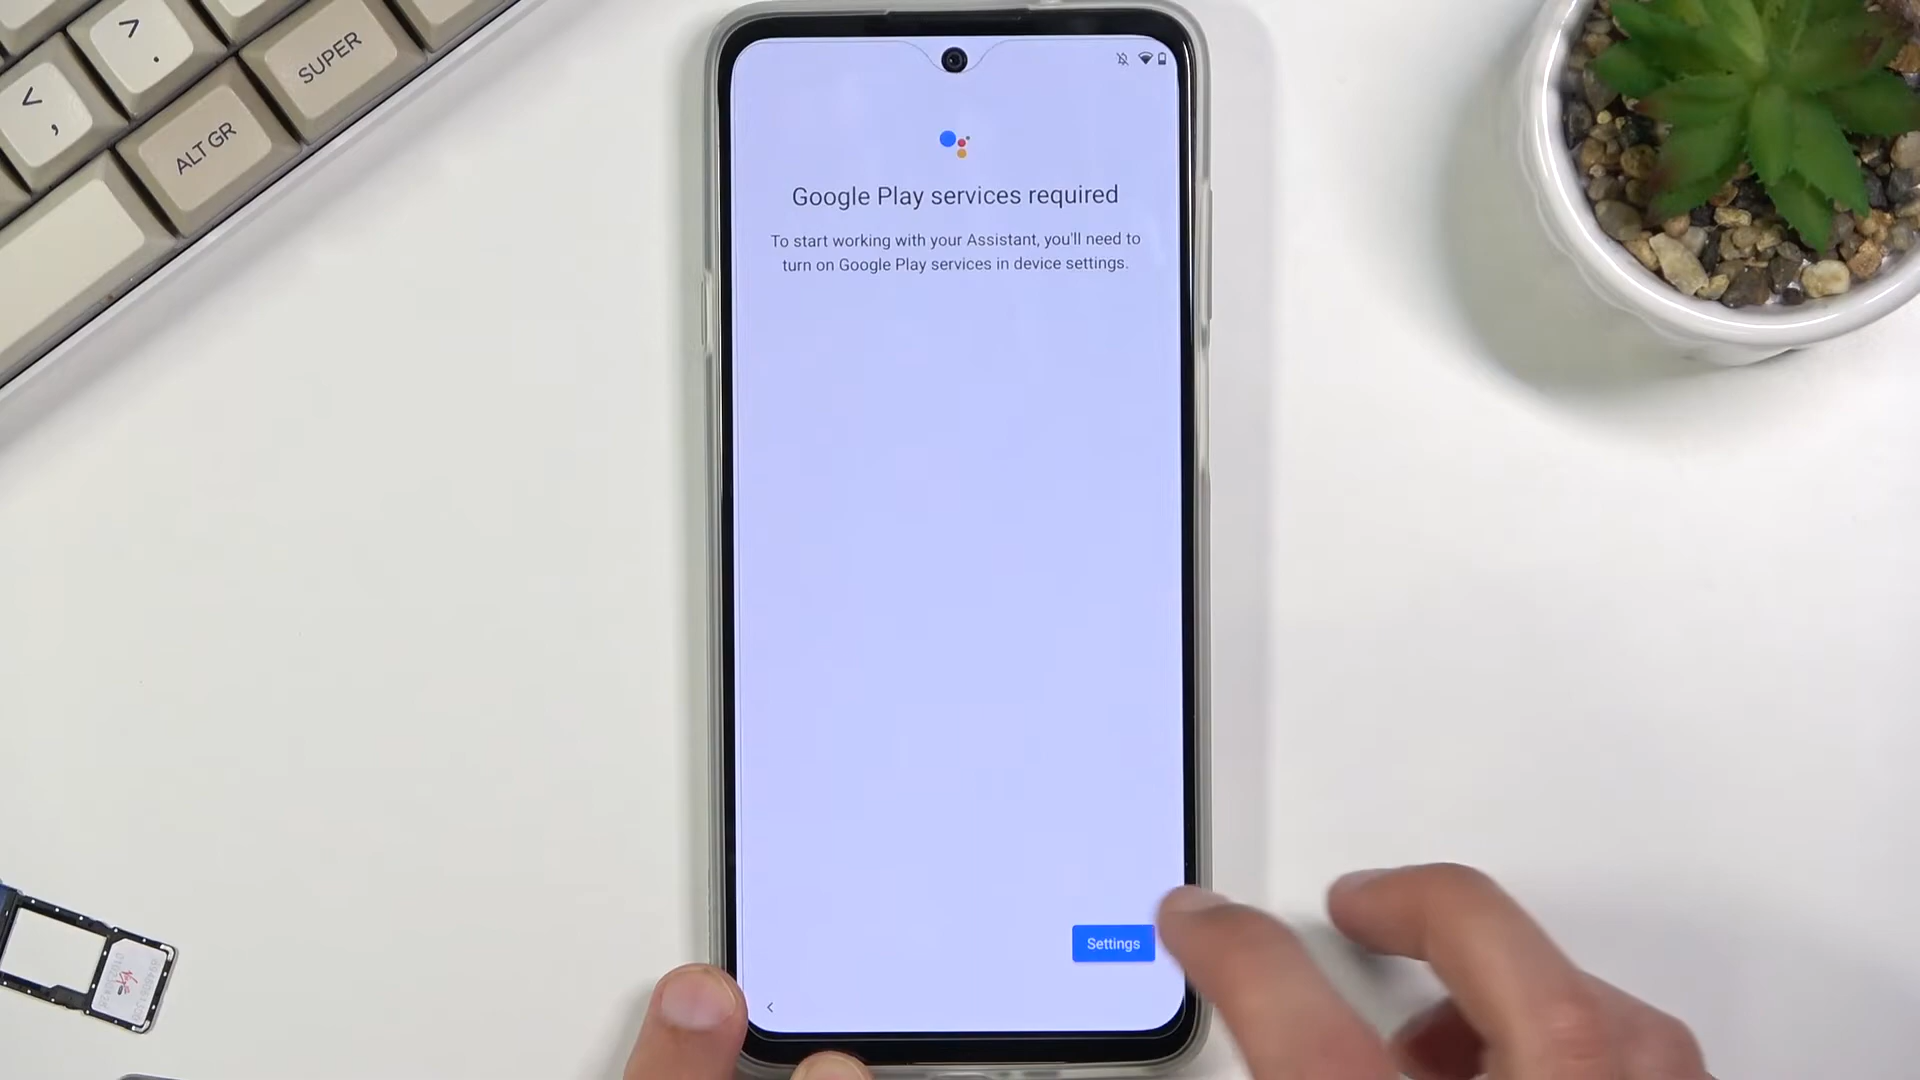 >
.
SUPER
<
,
ALT GR
Google Play services required
To start working with your Assistant, you'll need to
turn on Google Play services in device settings.
Settings